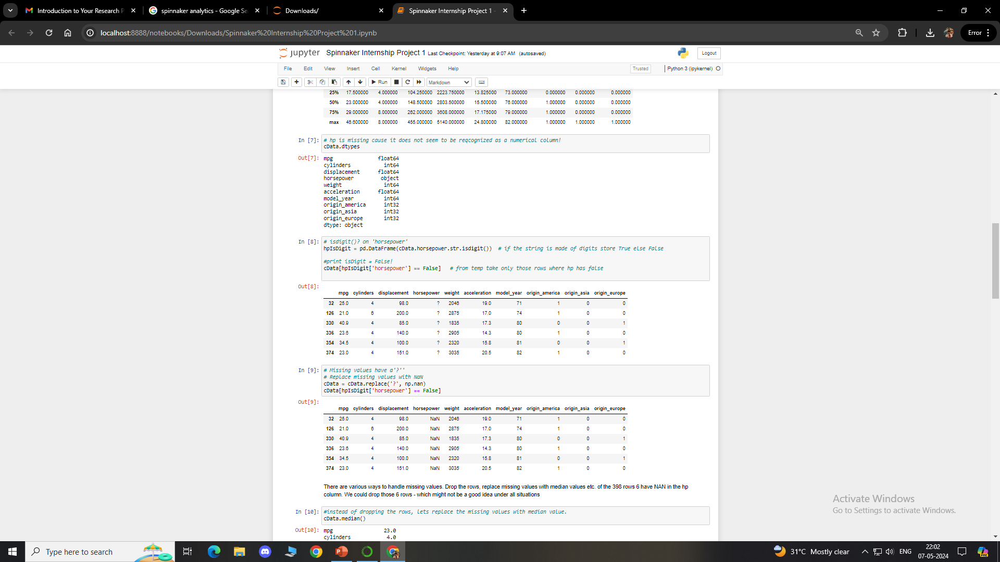 Introduction to Your Research P
spinnaker analytics - Google Se
Downloads/
Spinnaker Internship Project 1 -
localhost:8888/notebooks/Downloads/Spinnaker%20Internship%20Project%201.ipynb
Error
jupyter Spinnaker Internship Project 1 Last Checkpoint: Yesterday at 9:07 AM (autosaved)
Logout
File Edit View Insert Cell Kernel Widgets Help
Trusted
Python 3 (ipykernel)
Run
Markdown
25% 17.500000 4.000000 104.250000 2223.750000 13.825000 73.000000 0.000000 0.000000 0.000000
50% 23.000000 4.000000 148.500000 2803.500000 15.500000 76.000000 1.000000 0.000000 0.000000
75% 29.000000 8.000000 262.000000 3608.000000 17.175000 79.000000 1.000000 0.000000 0.000000
max 46.600000 8.000000 455.000000 5140.000000 24.800000 82.000000 1.000000 1.000000 1.000000
In [7]: # hp is missing cause it does not seem to be reqcognized as a numerical column!
cData.dtypes
Out[7]: mpg float64
cylinders int64
displacement float64
horsepower object
weight int64
acceleration float64
model_year int64
origin_america int32
origin_asia int32
origin_europe int32
dtype: object
In [8]: # isdigit()? on 'horsepower'
hpIsDigit = pd.DataFrame(cData.horsepower.str.isdigit()) # if the string is made of digits store True else False
#print isDigit = False!
cData[hpIsDigit['horsepower'] == False] # from temp take only those rows where hp has false
Out[8]:
mpg cylinders displacement horsepower weight acceleration model_year origin_america origin_asia origin_europe
32 25.0 4 98.0 ? 2046 19.0 71 1 0 0
126 21.0 6 200.0 ? 2875 17.0 74 1 0 0
330 40.9 4 85.0 ? 1835 17.3 80 0 0 1
336 23.6 4 140.0 ? 2905 14.3 80 1 0 0
354 34.5 4 100.0 ? 2320 15.8 81 0 0 1
374 23.0 4 151.0 ? 3035 20.5 82 1 0 0
In [9]: # Missing values have a'?''
# Replace missing values with NaN
cData = cData.replace('?', np.nan)
cData[hpIsDigit['horsepower'] == False]
Out[9]:
mpg cylinders displacement horsepower weight acceleration model_year origin_america origin_asia origin_europe
32 25.0 4 98.0 NaN 2046 19.0 71 1 0 0
126 21.0 6 200.0 NaN 2875 17.0 74 1 0 0
330 40.9 4 85.0 NaN 1835 17.3 80 0 0 1
336 23.6 4 140.0 NaN 2905 14.3 80 1 0 0
354 34.5 4 100.0 NaN 2320 15.8 81 0 0 1
374 23.0 4 151.0 NaN 3035 20.5 82 1 0 0
There are various ways to handle missing values. Drop the rows, replace missing values with median values etc. of the 398 rows 6 have NAN in the hp
column. We could drop those 6 rows - which might not be a good idea under all situations
In [10]: #instead of dropping the rows, lets replace the missing values with median value.
cData.median()
Out[10]: mpg 23.0
cylinders 4.0
Activate Windows
Go to Settings to activate Windows.
Type here to search
31°C Mostly clear
ENG
22:02
07-05-2024